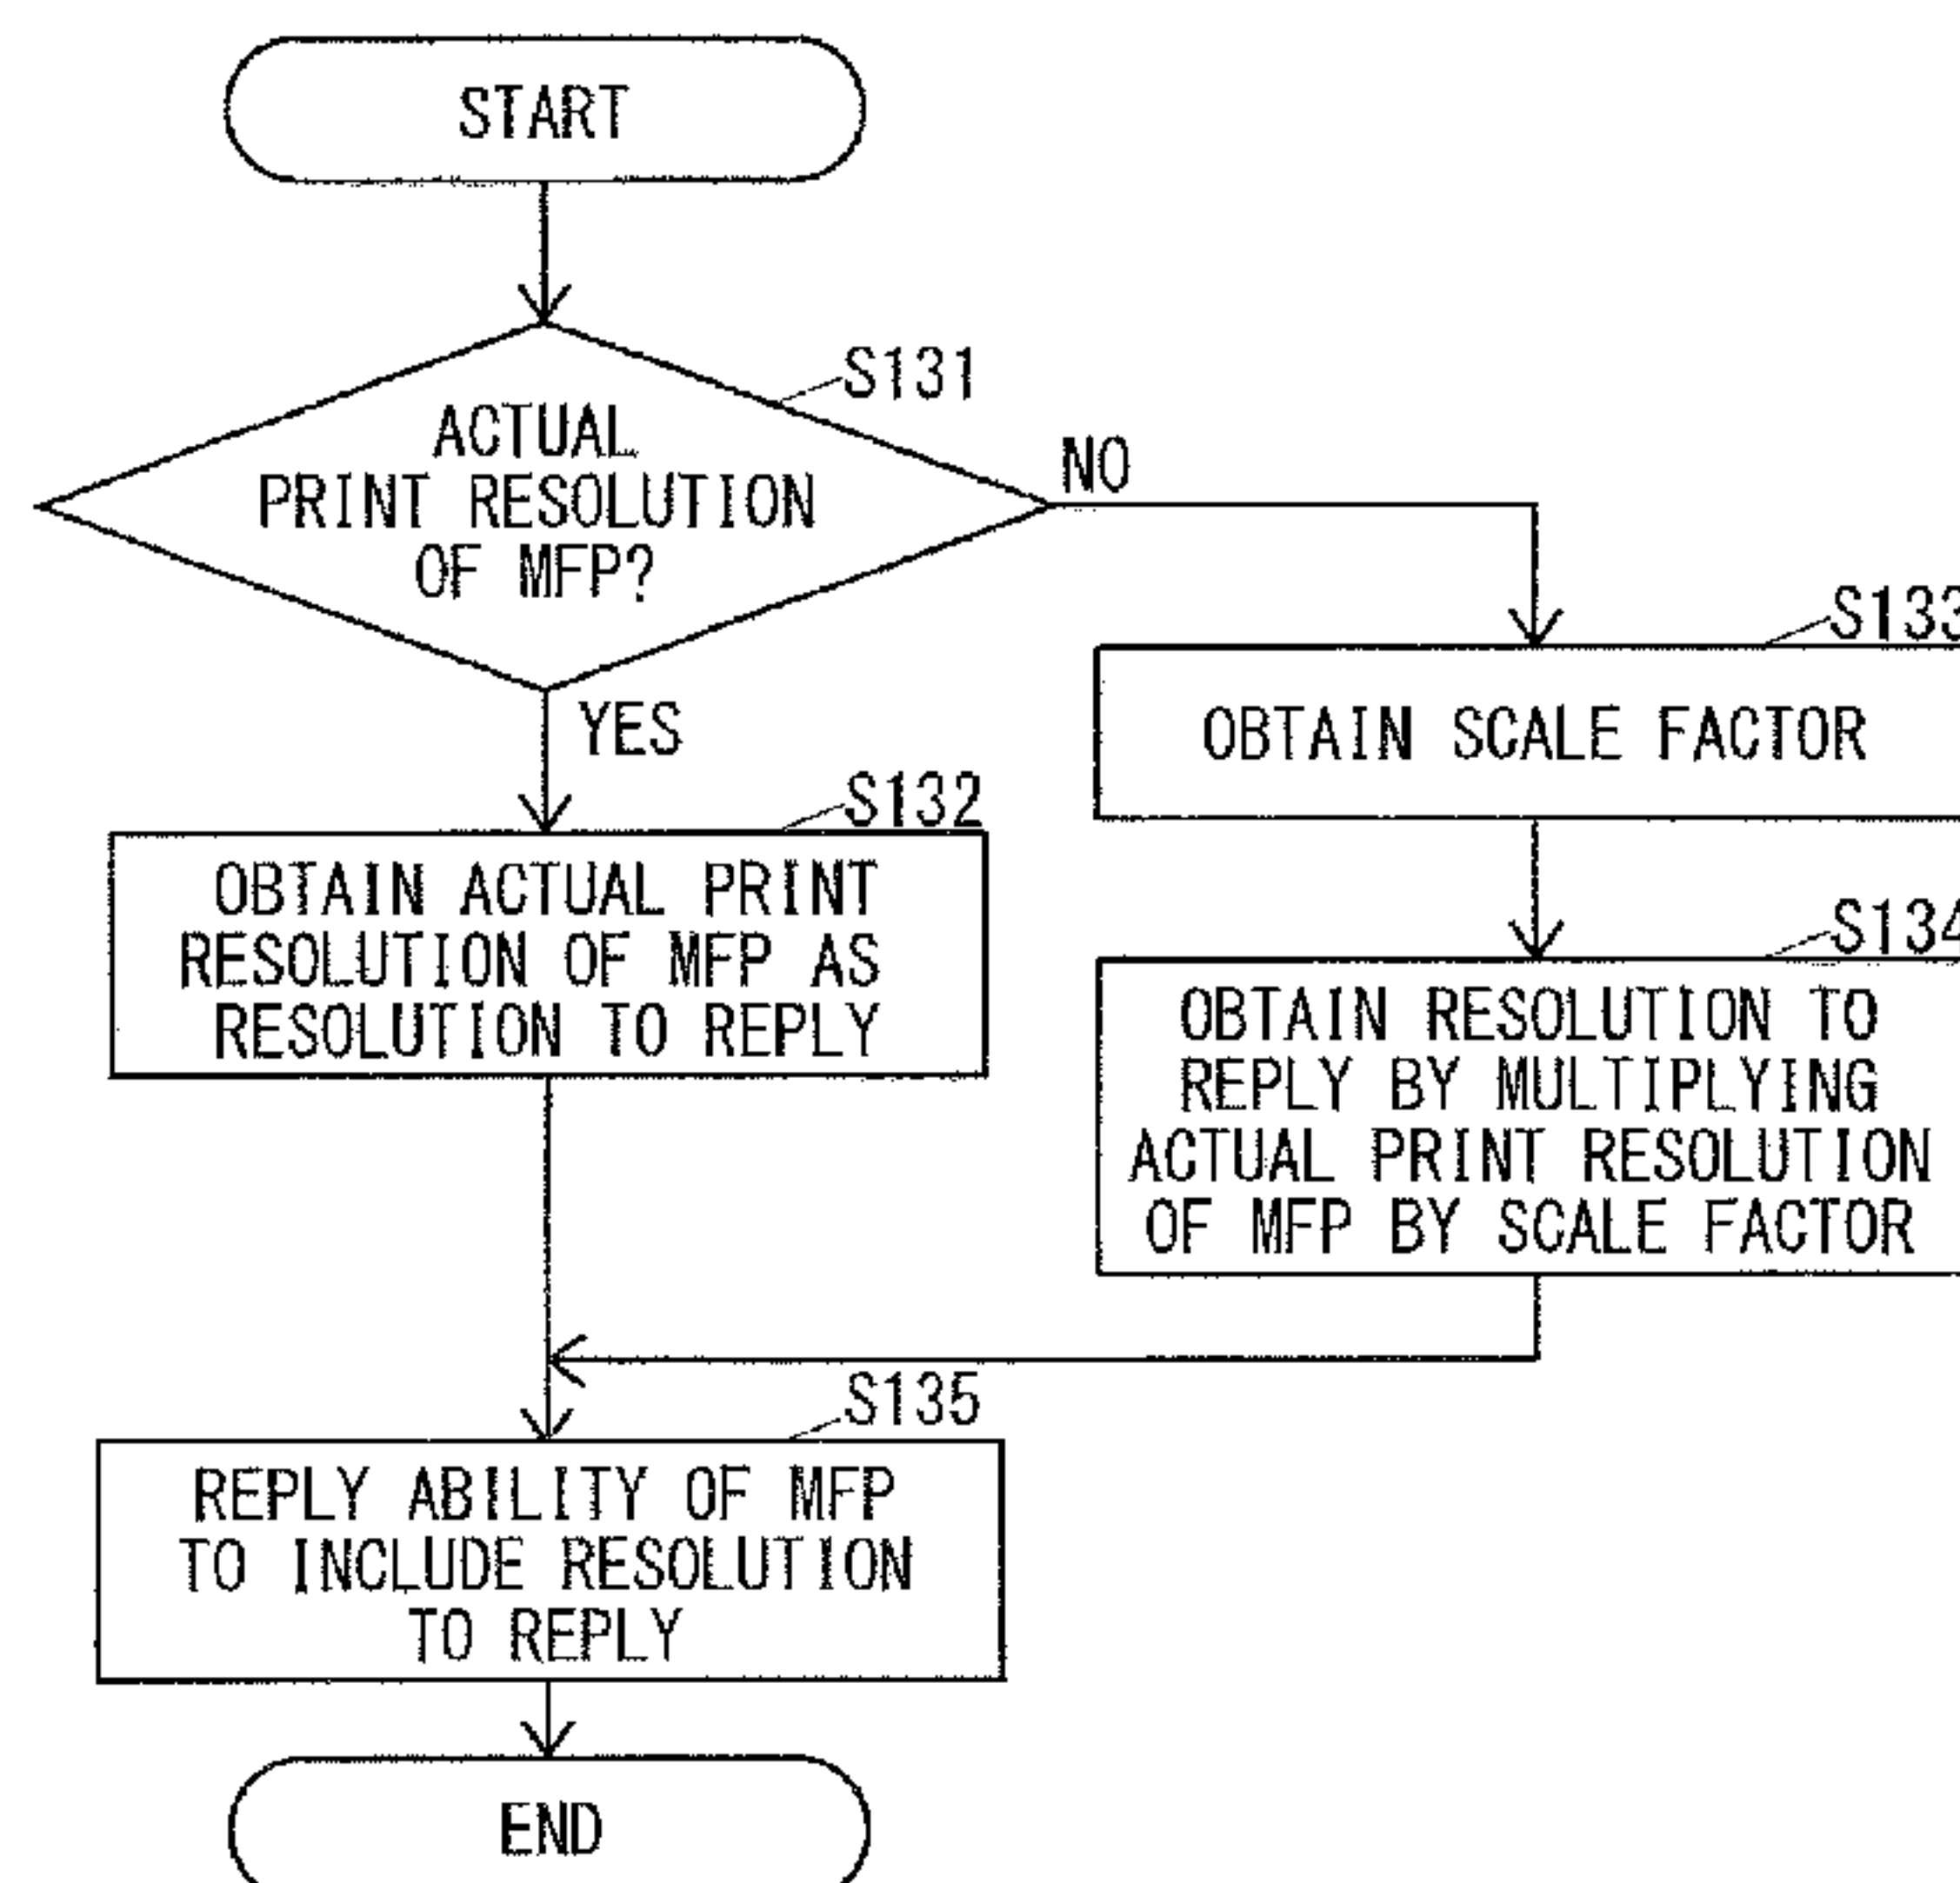 START
S131
ACTUAL
PRINT RESOLUTION
OF MFP?
NO
YES
S132
OBTAIN ACTUAL PRINT
RESOLUTION OF MFP AS
RESOLUTION TO REPLY
S133
OBTAIN SCALE FACTOR
S134
OBTAIN RESOLUTION TO
REPLY BY MULTIPLYING
ACTUAL PRINT RESOLUTION
OF MFP BY SCALE FACTOR
S135
REPLY ABILITY OF MFP
TO INCLUDE RESOLUTION
TO REPLY
END